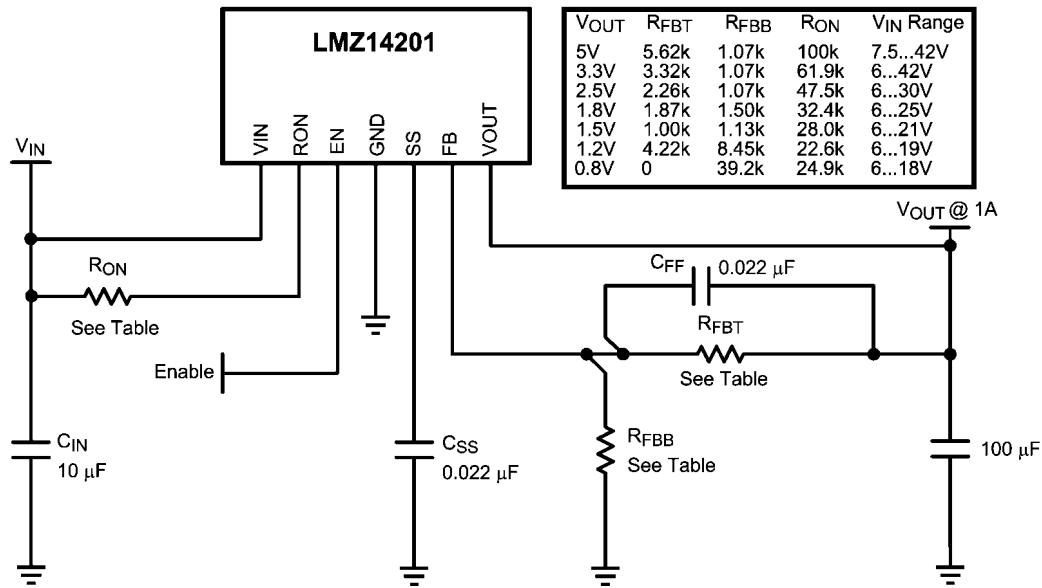 LMZ14201
VIN
RON
EN
GND
SS
FB
VOUT
VOUT RFBT RFBB RON VIN Range
5V 5.62k 1.07k 100k 7.5...42V
3.3V 3.32k 1.07k 61.9k 6...42V
2.5V 2.26k 1.07k 47.5k 6...30V
1.8V 1.87k 1.50k 32.4k 6...25V
1.5V 1.00k 1.13k 28.0k 6...21V
1.2V 4.22k 8.45k 22.6k 6...19V
0.8V 0 39.2k 24.9k 6...18V
VIN
VOUT @ 1A
RON
See Table
CFF 0.022 μF
RFBT
See Table
Enable
RFBB
See Table
CIN
10 μF
CSS
0.022 μF
100 μF